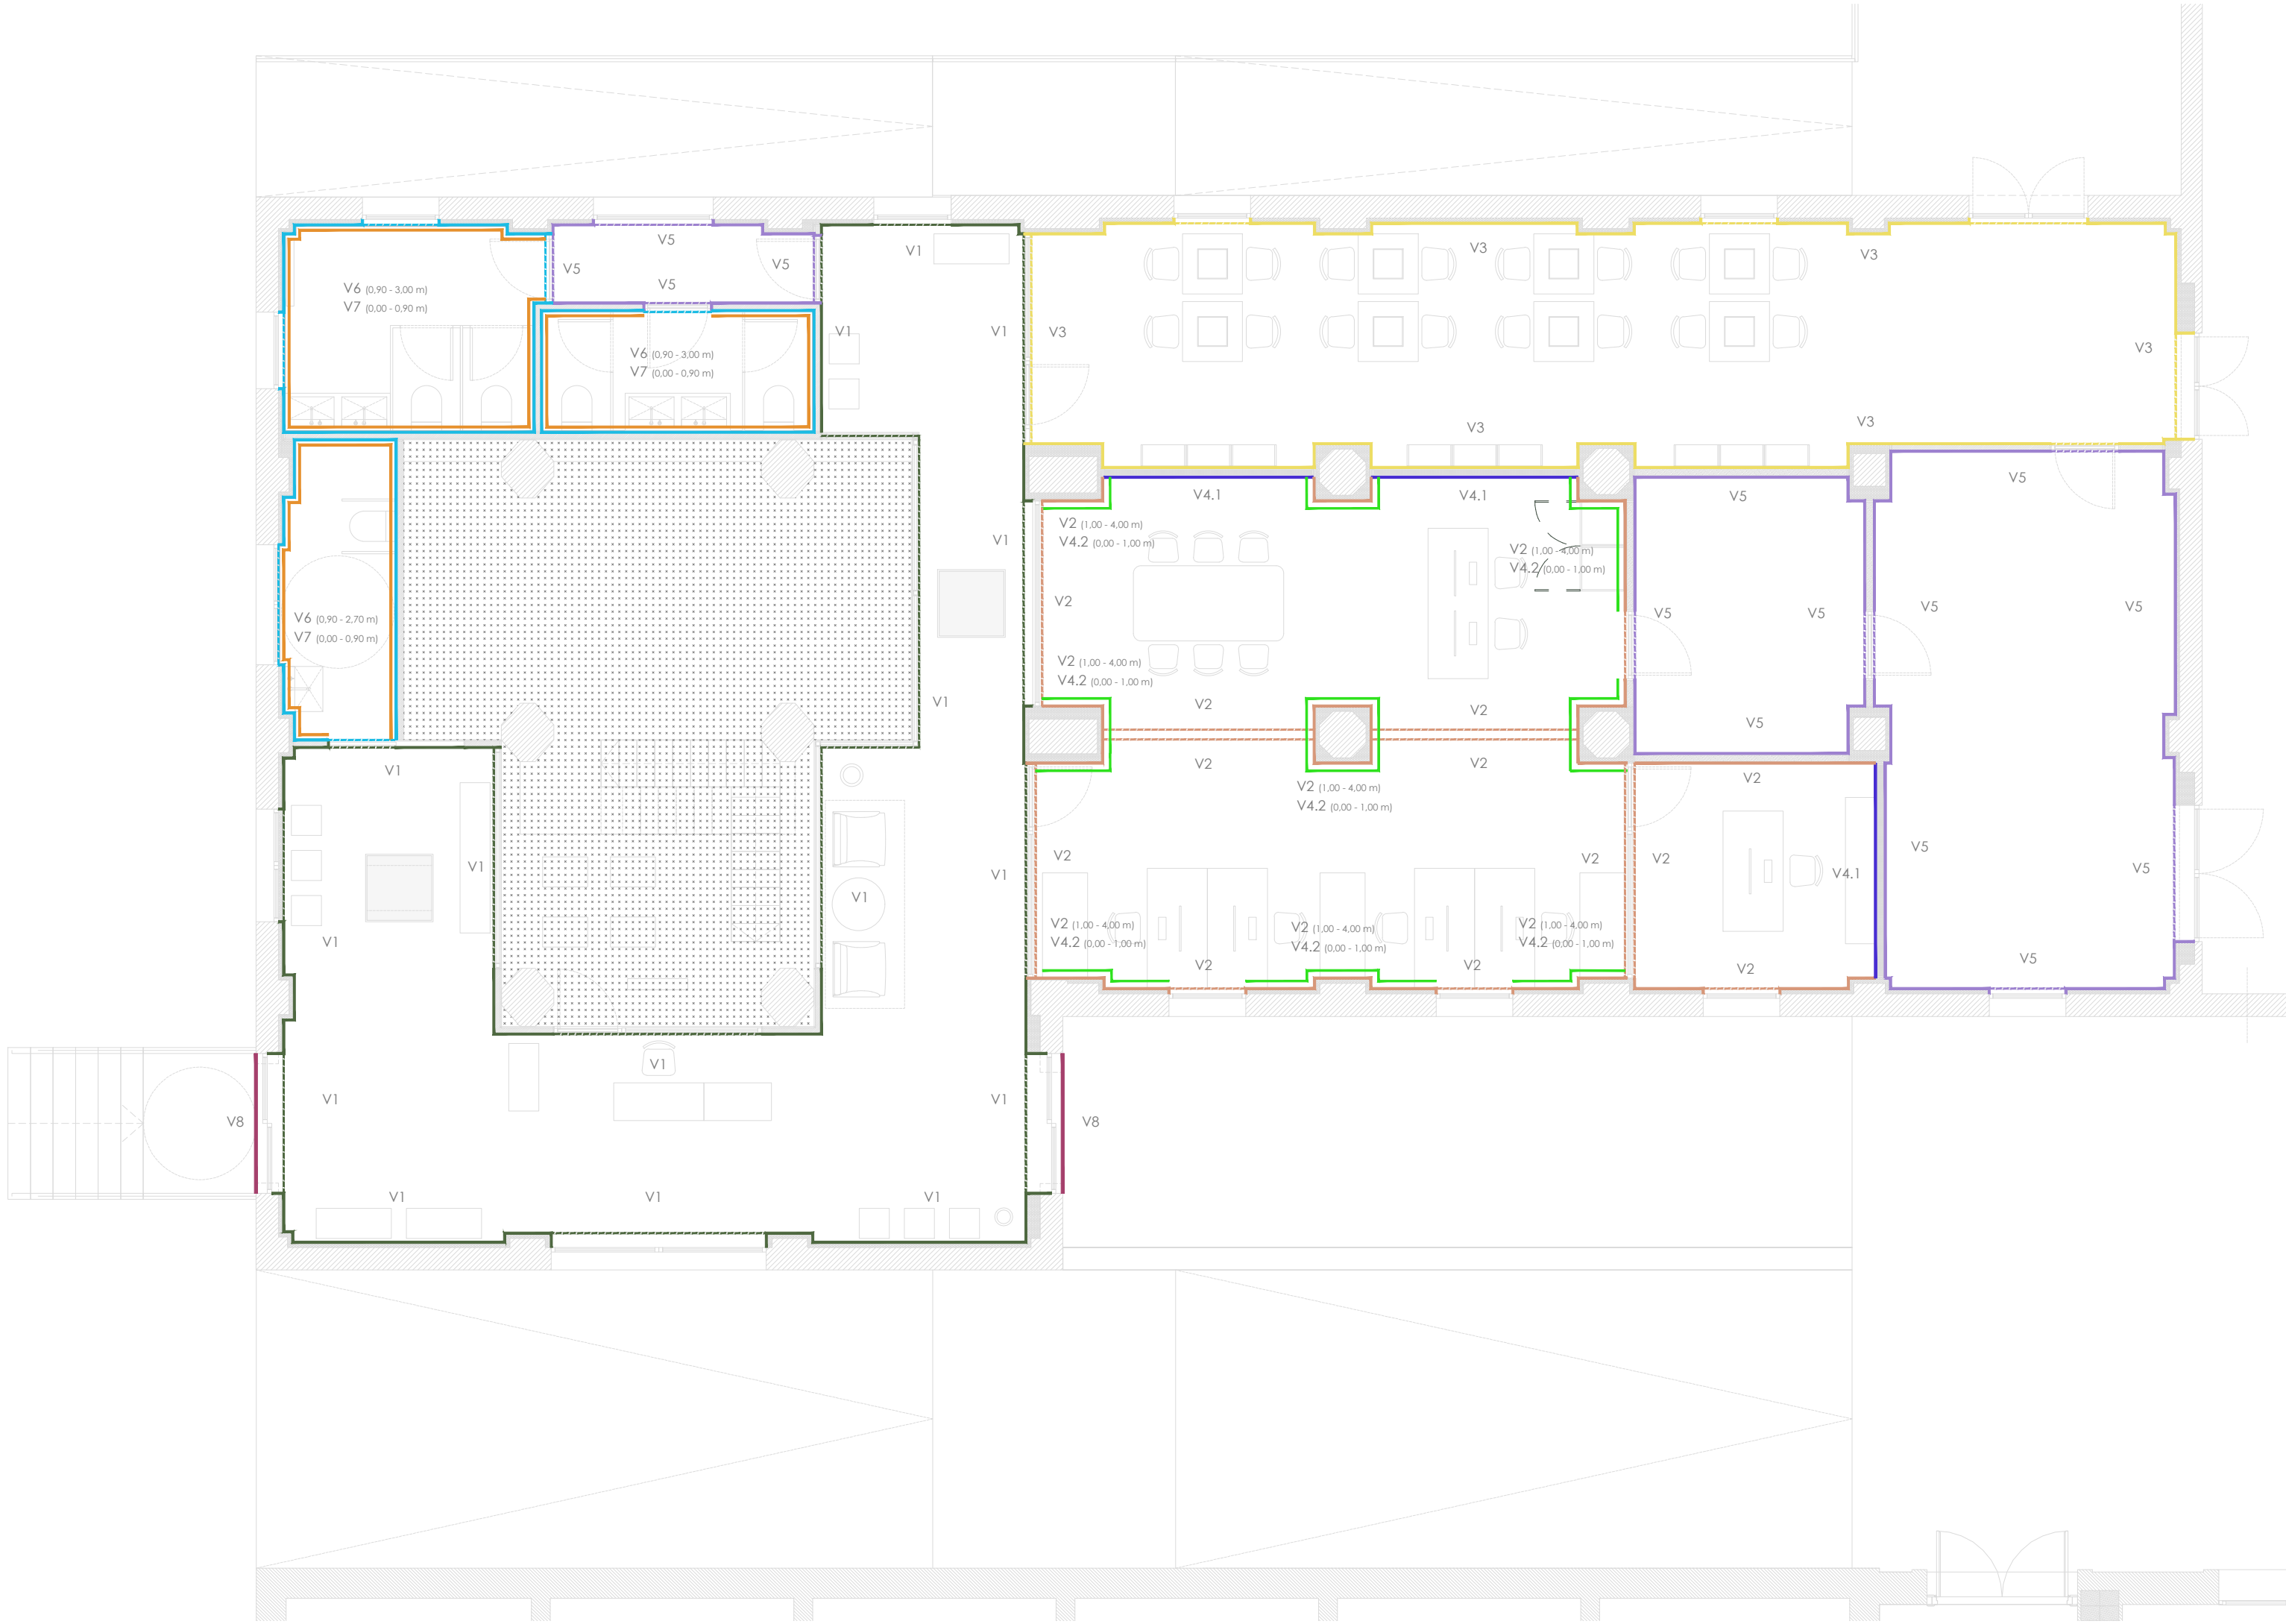 V5
V1
V3
V3
V5
V5
V5
V6 (0,90 - 3,00 m)
V7 (0,00 - 0,90 m)
V1
V1
V3
V3
V6 (0,90 - 3,00 m)
V7 (0,00 - 0,90 m)
V3
V3
V4.1
V4.1
V5
V5
V2 (1,00 - 4,00 m)
V4.2 (0,00 - 1,00 m)
V1
V2 (1,00 - 4,00 m)
V4.2 (0,00 - 1,00 m)
V2
V5
V5
V5
V5
V6 (0,90 - 2,70 m)
V7 (0,00 - 0,90 m)
V2 (1,00 - 4,00 m)
V4.2 (0,00 - 1,00 m)
V1
V2
V2
V5
V1
V2
V2
V2
V2 (1,00 - 4,00 m)
V4.2 (0,00 - 1,00 m)
V1
V1
V2
V2
V2
V4.1
V5
V5
V1
V1
V2 (1,00 - 4,00 m)
V4.2 (0,00 - 1,00 m)
V2 (1,00 - 4,00 m)
V4.2 (0,00 - 1,00 m)
V2 (1,00 - 4,00 m)
V4.2 (0,00 - 1,00 m)
V2
V2
V2
V5
V1
V1
V1
V8
V8
V1
V1
V1